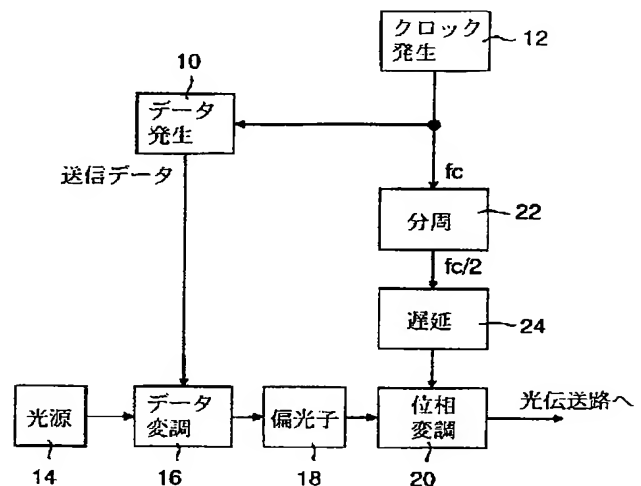 クロック
発生
12
10
データ
発生
送信データ
fc
分周
22
fc/2
遅延
24
光源
データ
変調
偏光子
位相
変調
光伝送路へ
14
16
18
20